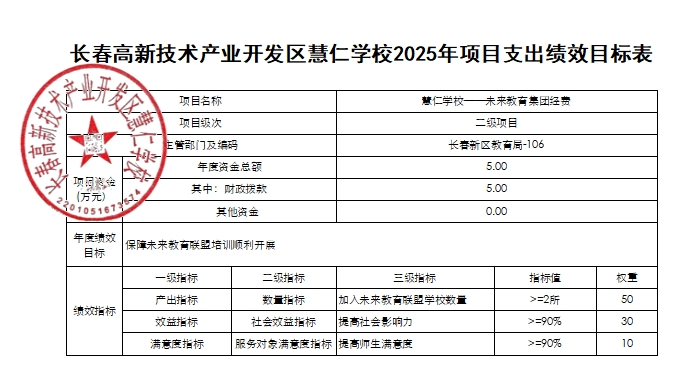 长春高新技术产业开发区慧仁学校2025年项目支出绩效目标表
项目名称 慧仁学校——未来教育集团经费
项目级次 二级项目
主管部门及编码 长春新区教育局-106
项目资金
(万元)
年度资金总额 5.00
其中：财政拨款 5.00
其他资金 0.00
年度绩效
目标
保障未来教育联盟培训顺利开展
绩效指标
一级指标 二级指标 三级指标 指标值 权重
产出指标 数量指标 加入未来教育联盟学校数量 >=2所 50
效益指标 社会效益指标 提高社会影响力 >=90% 30
满意度指标 服务对象满意度指标 提高师生满意度 >=90% 10
长春高新技术产业开发区慧仁学校
2201051673574